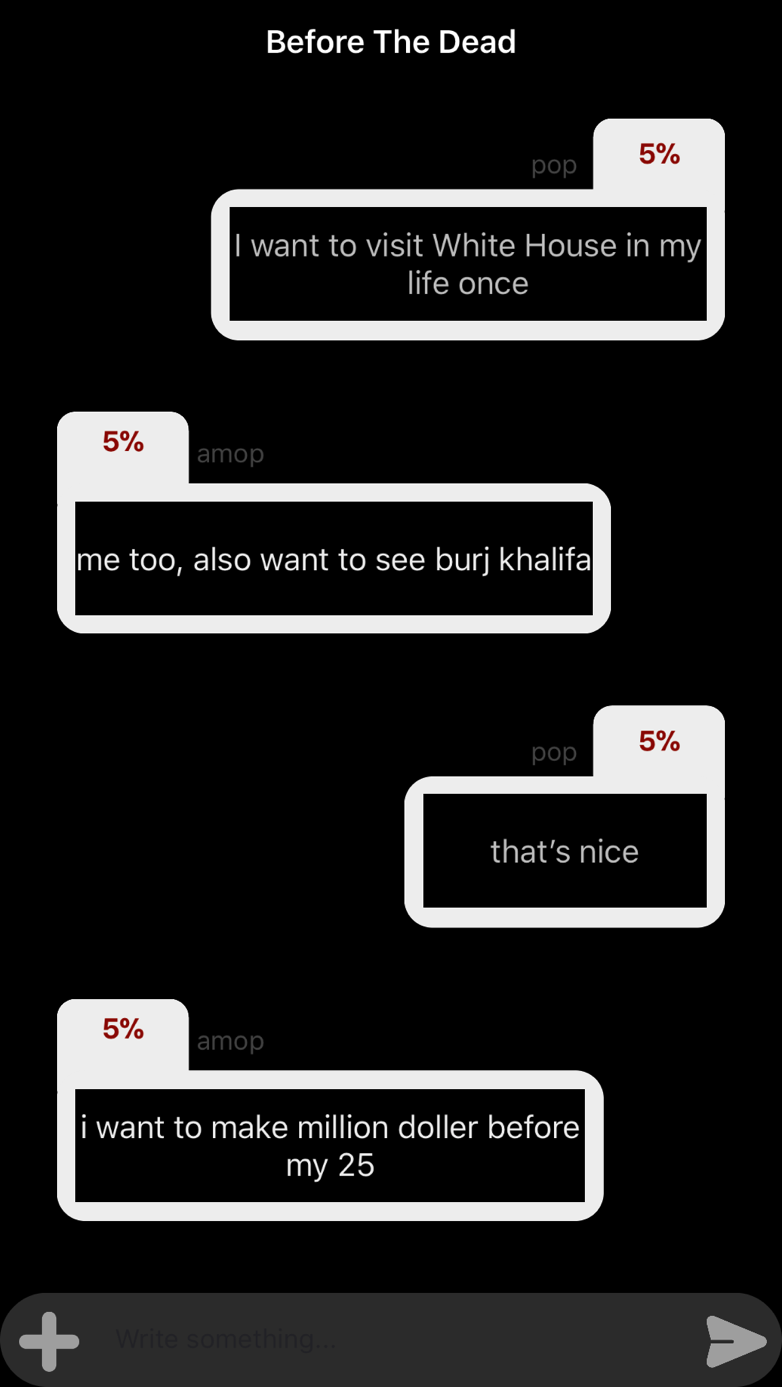 Before The Dead
pop
5%
I want to visit White House in my
life once
5%
amop
me too, also want to see burj khalifa
pop
5%
that’s nice
5%
amop
i want to make million doller before
my 25
Write something...